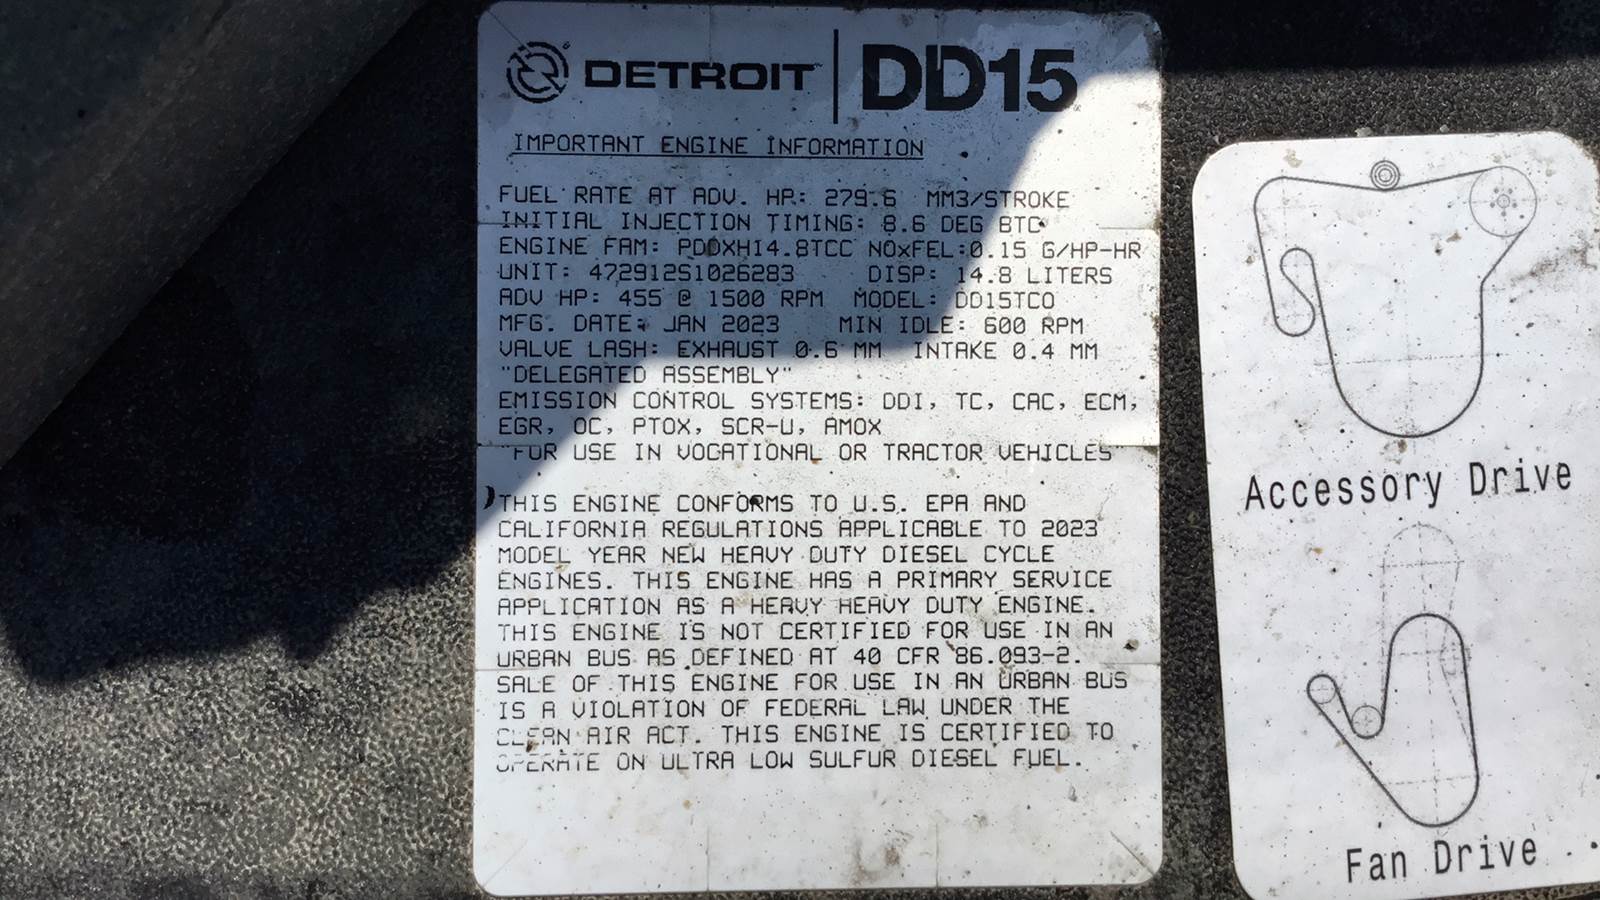 DETROIT DD15
IMPORTANT ENGINE INFORMATION
FUEL RATE AT ADV. HP: 279.6 MM3/STROKE
INITIAL INJECTION TIMING: 8.6 DEG BTC
ENGINE FAM: PDDXH14.8TCC NOxFEL:0.15 G/HP-HR
UNIT: 472912S1026283 DISP: 14.8 LITERS
ADV HP: 455 @ 1500 RPM MODEL: DD15TCO
MFG. DATE: JAN 2023 MIN IDLE: 600 RPM
VALVE LASH: EXHAUST 0.6 MM INTAKE 0.4 MM
"DELEGATED ASSEMBLY"
EMISSION CONTROL SYSTEMS: DDI, TC, CAC, ECM,
EGR, OC, PTOX, SCR-U, AMOX
"FOR USE IN VOCATIONAL OR TRACTOR VEHICLES"
THIS ENGINE CONFORMS TO U.S. EPA AND
CALIFORNIA REGULATIONS APPLICABLE TO 2023
MODEL YEAR NEW HEAVY DUTY DIESEL CYCLE
ENGINES. THIS ENGINE HAS A PRIMARY SERVICE
APPLICATION AS A HEAVY HEAVY DUTY ENGINE.
THIS ENGINE IS NOT CERTIFIED FOR USE IN AN
URBAN BUS AS DEFINED AT 40 CFR 86.093-2.
SALE OF THIS ENGINE FOR USE IN AN URBAN BUS
IS A VIOLATION OF FEDERAL LAW UNDER THE
CLEAN AIR ACT. THIS ENGINE IS CERTIFIED TO
OPERATE ON ULTRA LOW SULFUR DIESEL FUEL.
Accessory Drive
Fan Drive